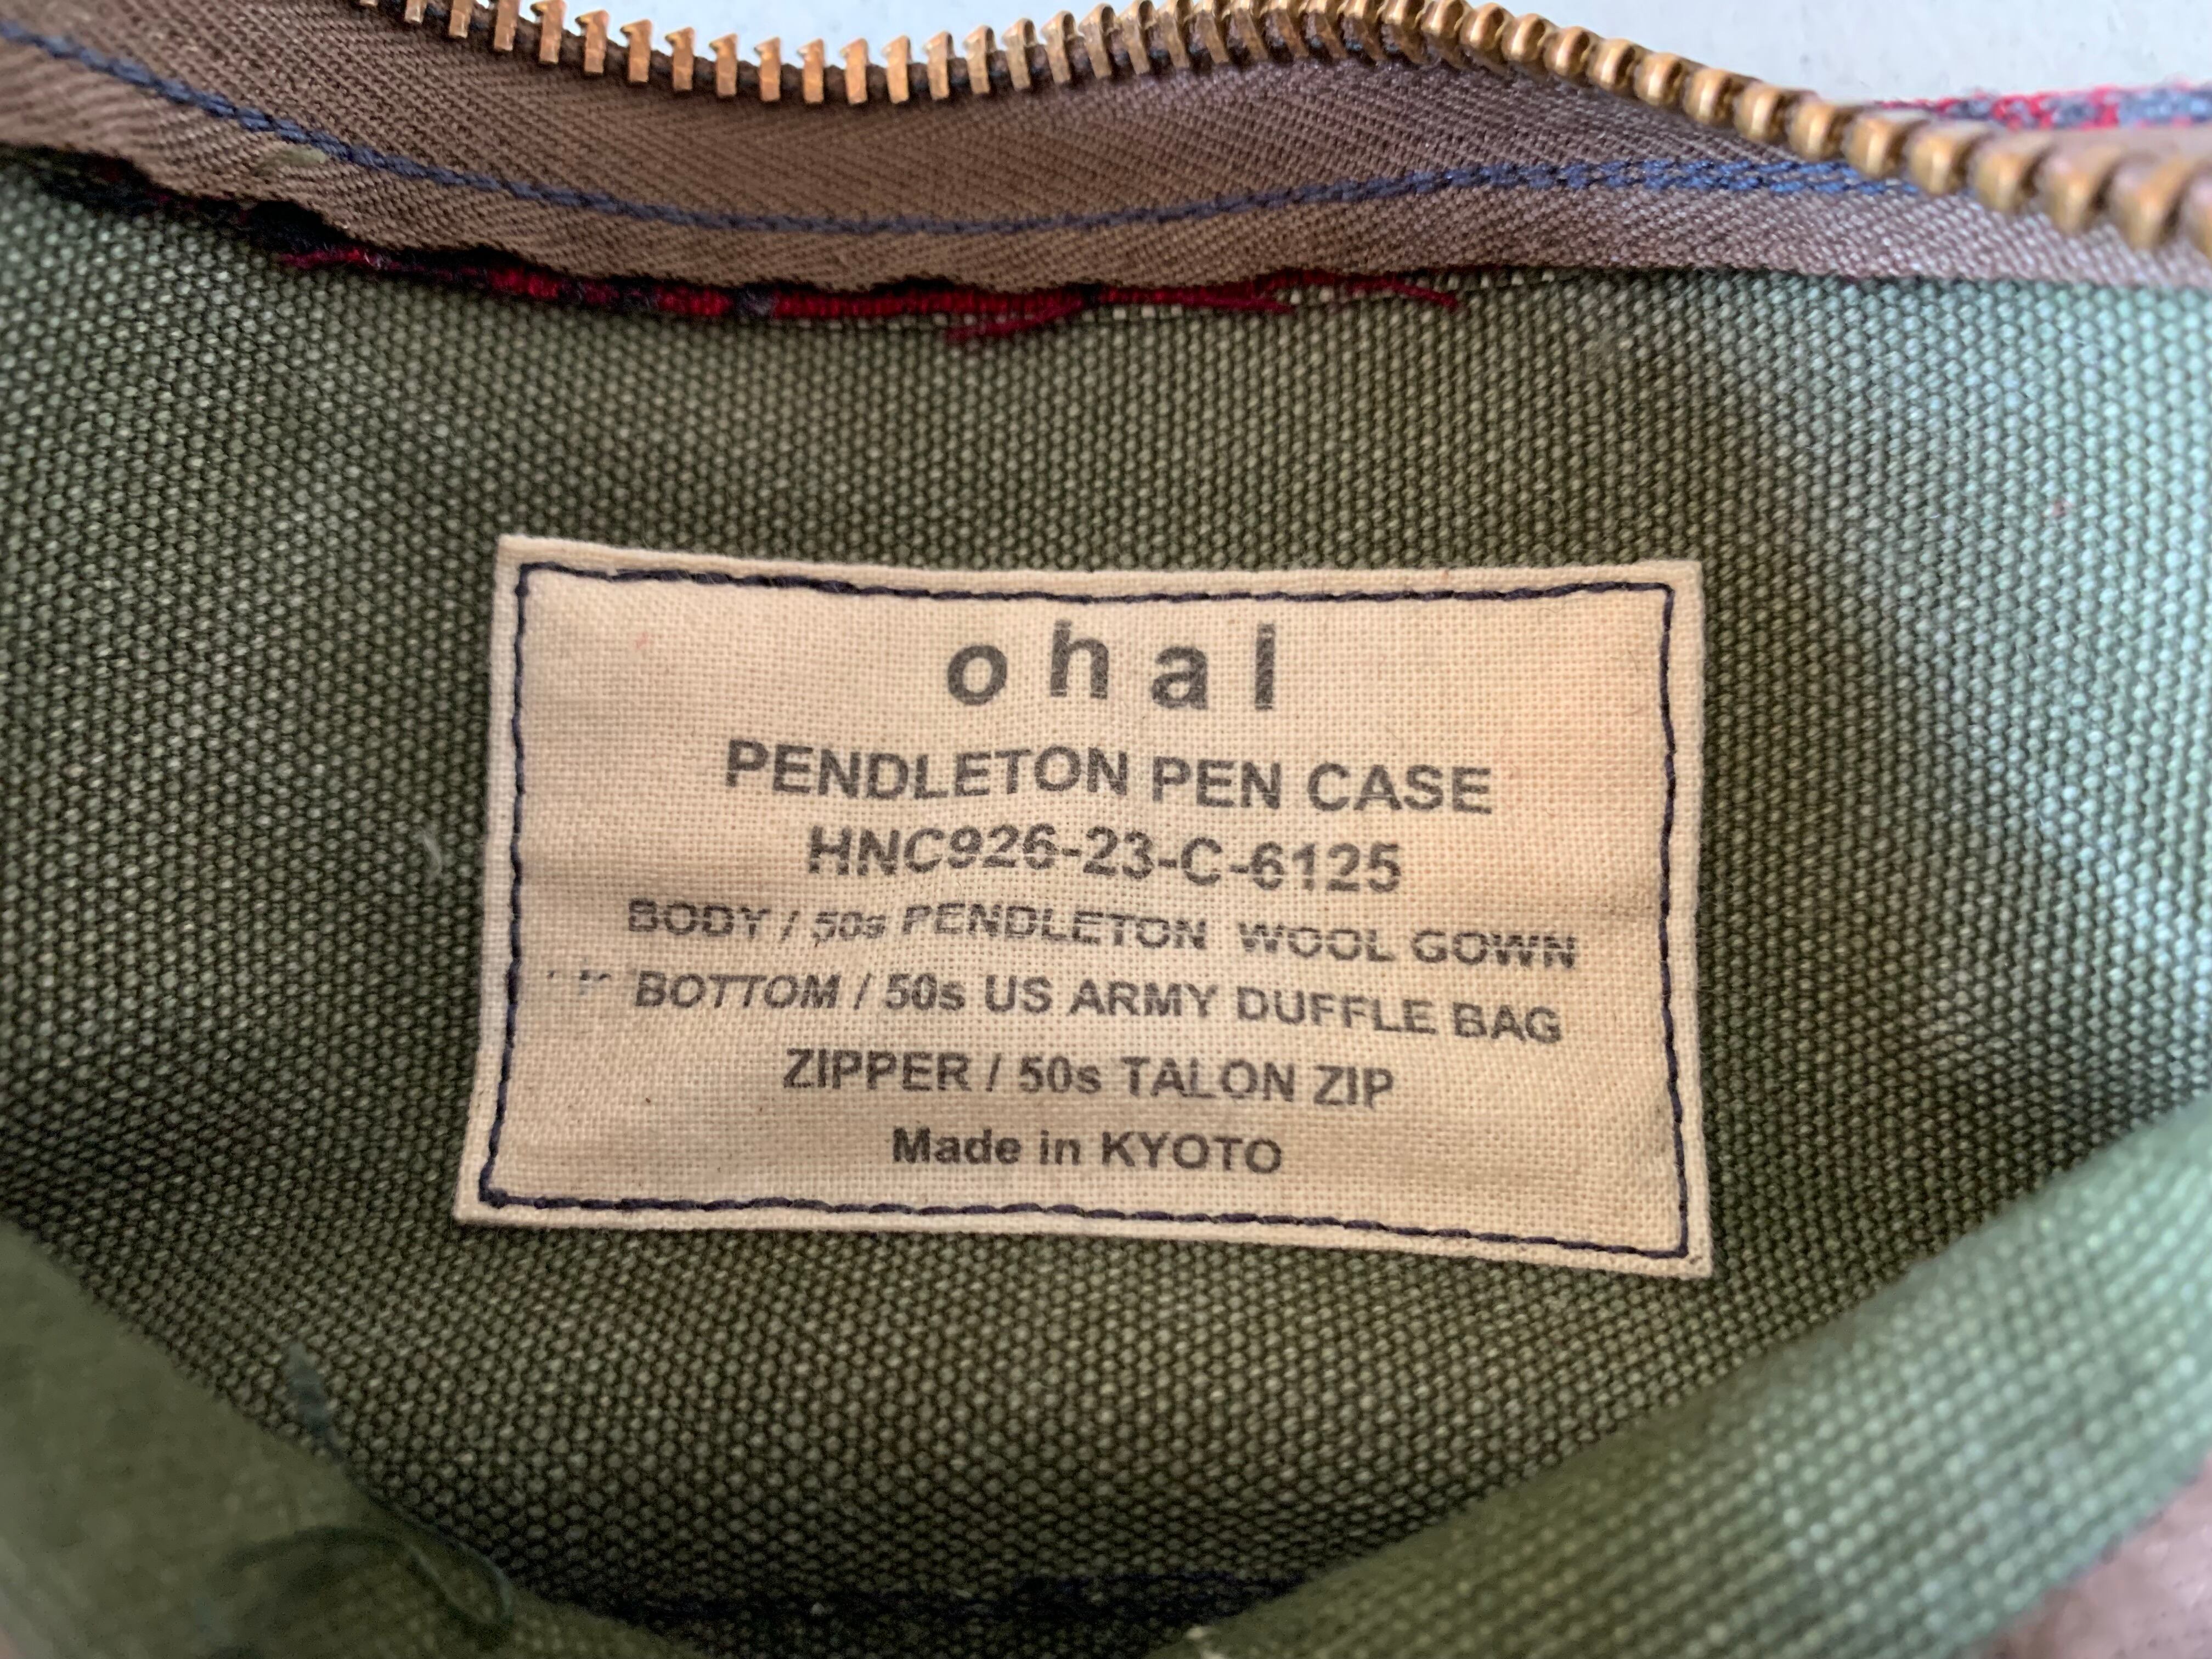 ohal
PENDLETON PEN CASE
HNC926-23-C-6125
BODY / 50s PENDLETON WOOL GOWN
BOTTOM / 50s US ARMY DUFFLE BAG
ZIPPER / 50s TALON ZIP
Made in KYOTO